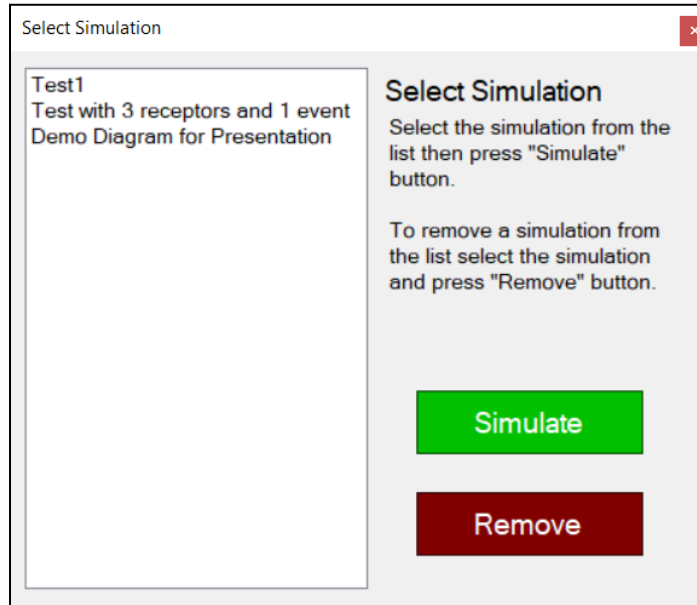 Select Simulation
Test1
Test with 3 receptors and 1 event
Demo Diagram for Presentation
Select Simulation
Select the simulation from the
list then press "Simulate"
button.
To remove a simulation from
the list select the simulation
and press "Remove" button.
Simulate
Remove